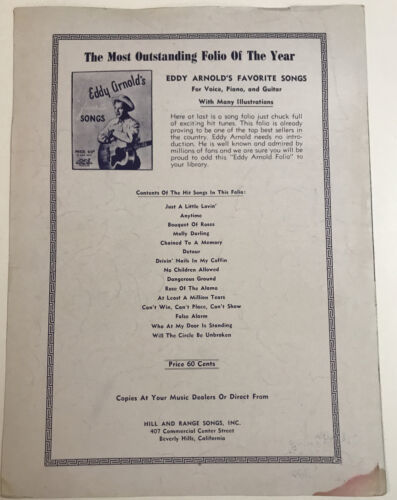 The Most Outstanding Folio Of The Year
Eddy Arnold's
SONGS
EDDY ARNOLD'S FAVORITE SONGS
For Voice, Piano, and Guitar
With Many Illustrations
Here at last is a song folio just chuck full
of exciting hit tunes. This folio is already
proving to be one of the top best sellers in
the country. Eddy Arnold needs no intro-
duction. He is well known and admired by
millions of fans and we are sure you will be
proud to add this "Eddy Arnold Folio" to
your library.
Contents Of The Hit Songs In This Folio:
Just A Little Lovin'
Anytime
Bouquet Of Roses
Molly Darling
Chained To A Memory
Detour
Drivin' Nails In My Coffin
No Children Allowed
Dangerous Ground
Rose Of The Alamo
At Least A Million Tears
Can't Win, Can't Place, Can't Show
False Alarm
Who At My Door Is Standing
Will The Circle Be Unbroken
Price 60 Cents
Copies At Your Music Dealers Or Direct From
HILL AND RANGE SONGS, INC.
407 Commercial Center Street
Beverly Hills, California